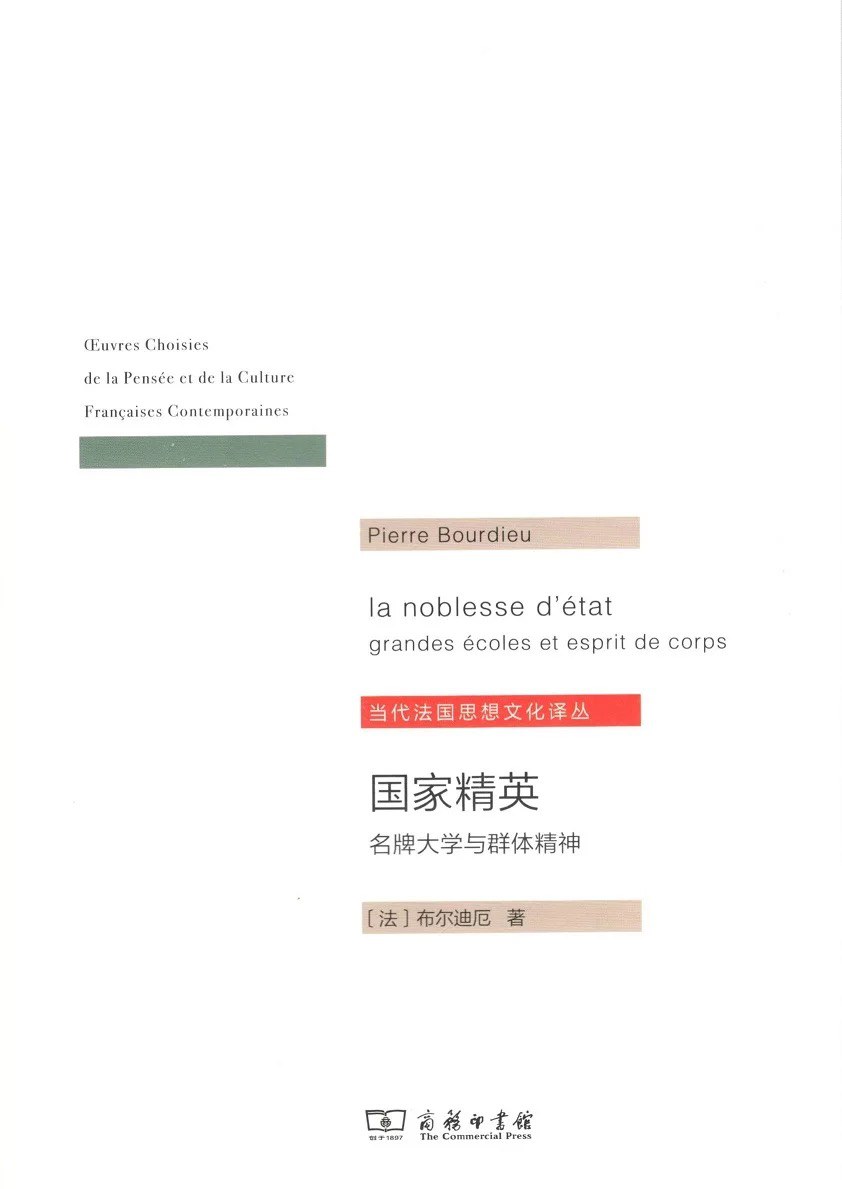 Œuvres Choisies
de la Pensée et de la Culture
Françaises Contemporaines
Pierre Bourdieu
la noblesse d'état
grandes écoles et esprit de corps
当代法国思想文化译丛
国家精英
名牌大学与群体精神
〔法〕布尔迪厄 著
创于1897
商務印書館
The Commercial Press